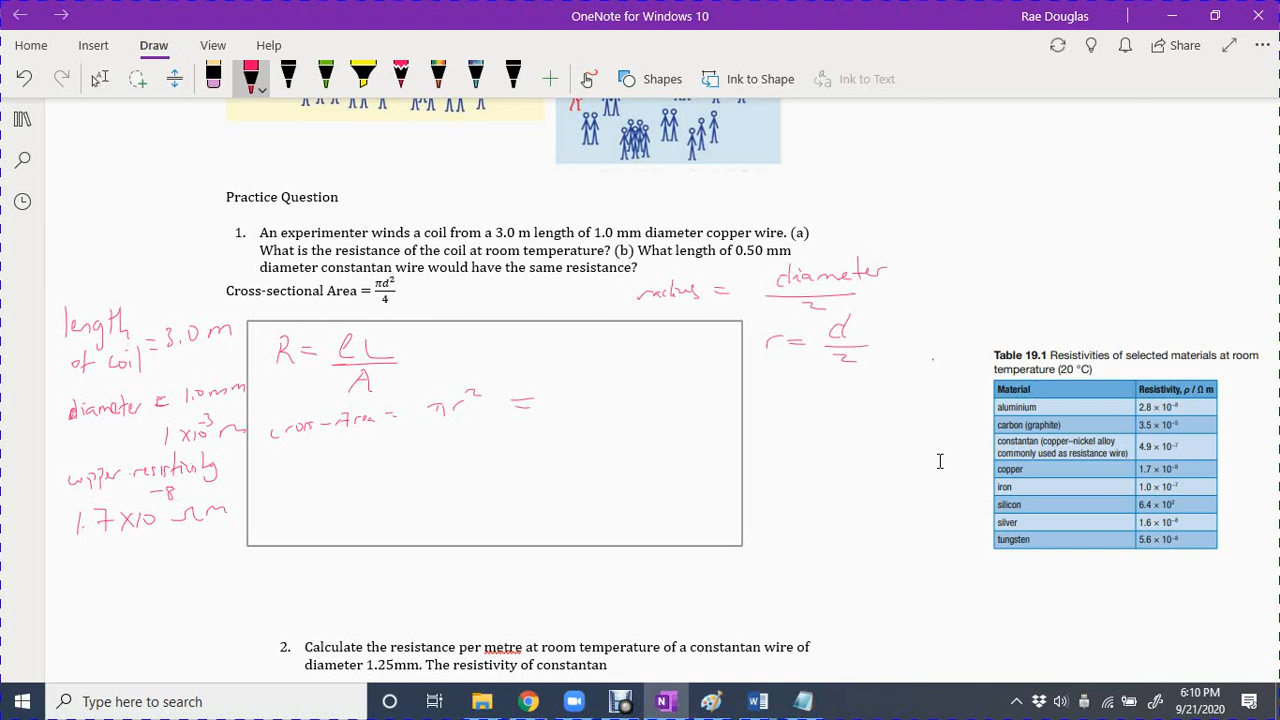 OneNote for Windows 10
Rae Douglas
Home Insert Draw View Help
Share
Shapes
Ink to Shape
Ink to Text
Practice Question
1. An experimenter winds a coil from a 3.0 m length of 1.0 mm diameter copper wire. (a)
What is the resistance of the coil at room temperature? (b) What length of 0.50 mm
diameter constantan wire would have the same resistance?
Cross-sectional Area = πd²/4
radius = diameter/2
r = d/2
length
of coil = 3.0 m
diameter = 1.0 mm
1 x10⁻³ m
copper resistivity
1.7 X10⁻⁸ Ωm
R = ρL/A
cross-Area = πr² =
Table 19.1 Resistivities of selected materials at room
temperature (20 °C)
Material Resistivity, ρ / Ω m
aluminium 2.8 × 10⁻⁸
carbon (graphite) 3.5 × 10⁻⁵
constantan (copper–nickel alloy
commonly used as resistance wire) 4.9 × 10⁻⁷
copper 1.7 × 10⁻⁸
iron 1.0 × 10⁻⁷
silicon 6.4 × 10²
silver 1.6 × 10⁻⁸
tungsten 5.6 × 10⁻⁸
2. Calculate the resistance per metre at room temperature of a constantan wire of
diameter 1.25mm. The resistivity of constantan
Type here to search
6:10 PM
9/21/2020